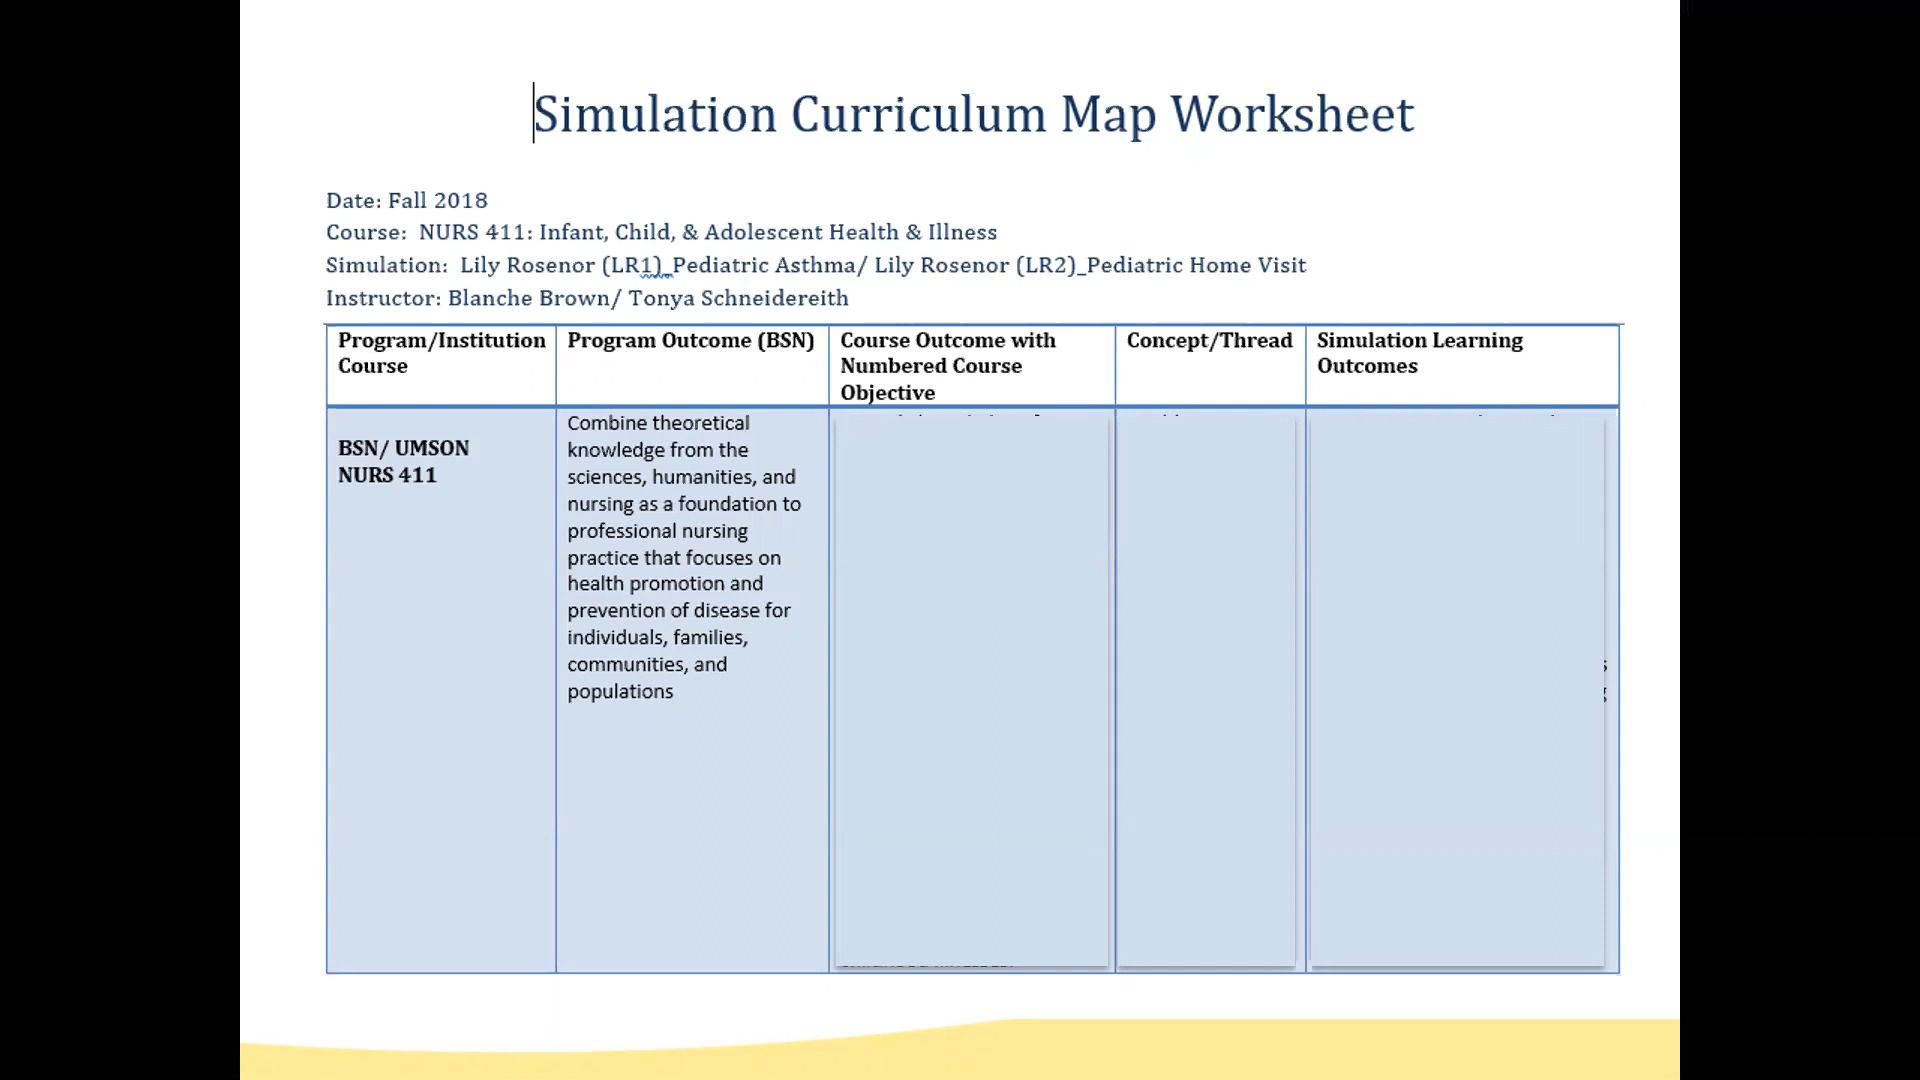 Simulation Curriculum Map Worksheet
Date: Fall 2018
Course:  NURS 411: Infant, Child, & Adolescent Health & Illness
Simulation:  Lily Rosenor (LR1)_Pediatric Asthma/ Lily Rosenor (LR2)_Pediatric Home Visit
Instructor: Blanche Brown/ Tonya Schneidereith
Program/Institution
Course
Program Outcome (BSN)
Course Outcome with
Numbered Course
Objective
Concept/Thread
Simulation Learning
Outcomes
BSN/ UMSON
NURS 411
Combine theoretical
knowledge from the
sciences, humanities, and
nursing as a foundation to
professional nursing
practice that focuses on
health promotion and
prevention of disease for
individuals, families,
communities, and
populations